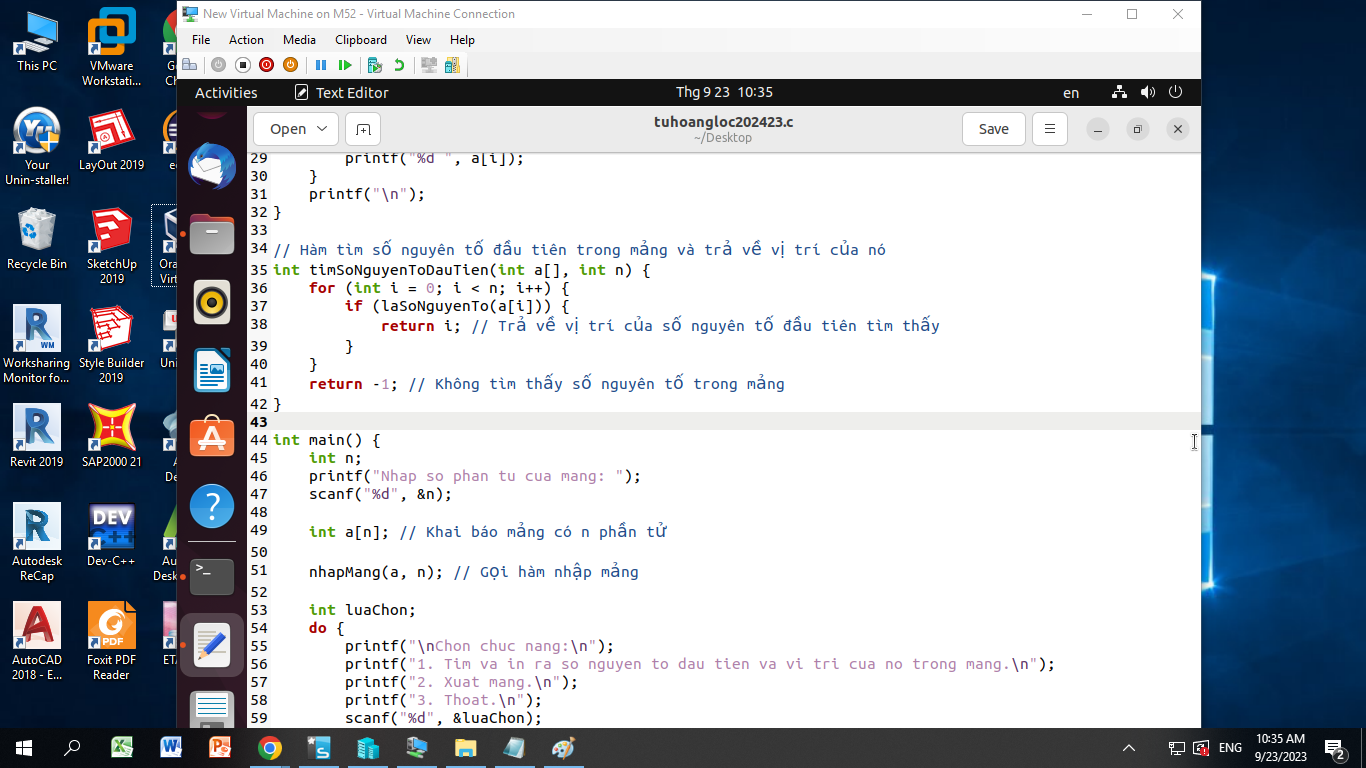 New Virtual Machine on M52 - Virtual Machine Connection
File Action Media Clipboard View Help
Activities Text Editor Thg 9 23 10:35 en
Open tuhoangloc202423.c Save
~/Desktop
29 printf("%d ", a[i]);
30 }
31 printf("\n");
32 }
33
34 // Hàm tìm số nguyên tố đầu tiên trong mảng và trả về vị trí của nó
35 int timSoNguyenToDauTien(int a[], int n) {
36 for (int i = 0; i < n; i++) {
37 if (laSoNguyenTo(a[i])) {
38 return i; // Trả về vị trí của số nguyên tố đầu tiên tìm thấy
39 }
40 }
41 return -1; // Không tìm thấy số nguyên tố trong mảng
42 }
43
44 int main() {
45 int n;
46 printf("Nhap so phan tu cua mang: ");
47 scanf("%d", &n);
48
49 int a[n]; // Khai báo mảng có n phần tử
50
51 nhapMang(a, n); // Gọi hàm nhập mảng
52
53 int luaChon;
54 do {
55 printf("\nChon chuc nang:\n");
56 printf("1. Tim va in ra so nguyen to dau tien va vi tri cua no trong mang.\n");
57 printf("2. Xuat mang.\n");
58 printf("3. Thoat.\n");
59 scanf("%d", &luaChon);
This PC
VMware
Workstati...
Your
Unin-staller!
LayOut 2019
Recycle Bin
SketchUp
2019
Worksharing
Monitor fo...
WM
Style Builder
2019
Revit 2019
SAP2000 21
Autodesk
ReCap
DEV
Dev-C++
AutoCAD
2018 - E...
PDF
Foxit PDF
Reader
ENG
10:35 AM
9/23/2023
2